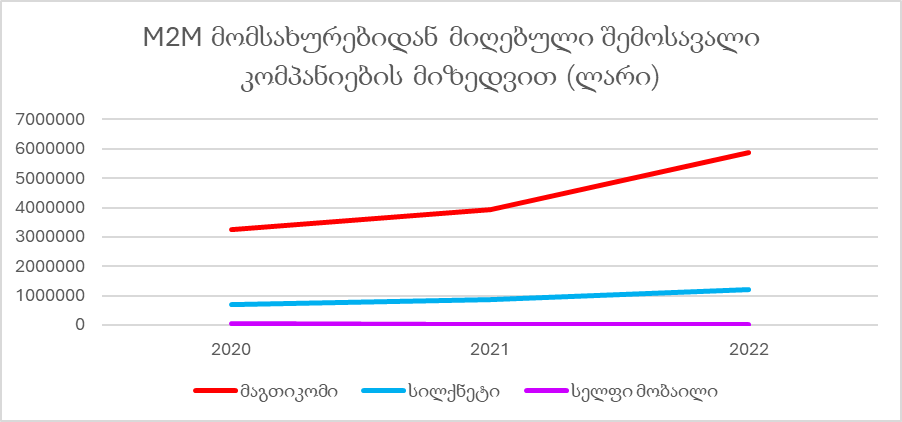 M2M მომსახურებიდან მიღებული შემოსავალი
კომპანიების მიხედვით (ლარი)
7000000
6000000
5000000
4000000
3000000
2000000
1000000
0
2020 2021 2022
მაგთიკომი სილქნეტი სელფი მობაილი